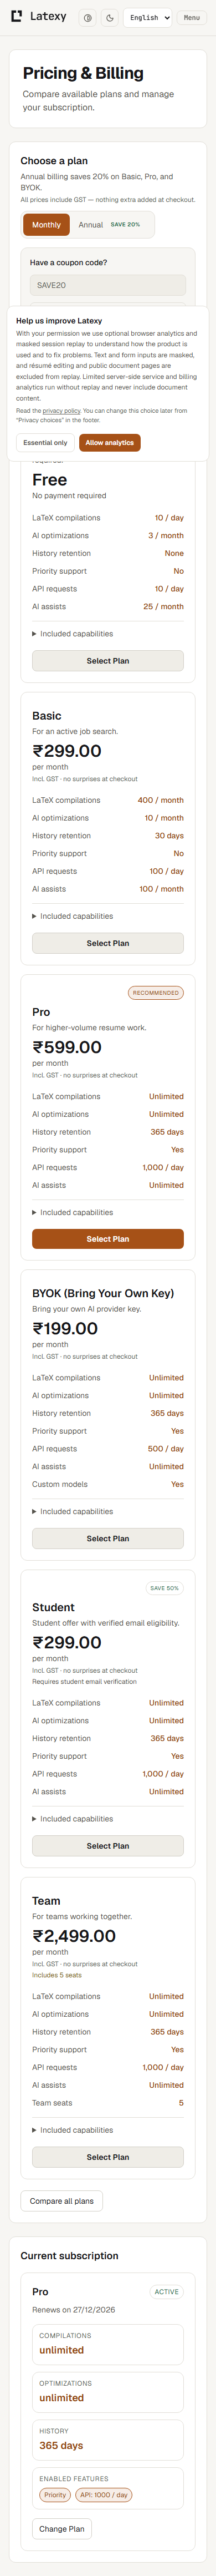 Latexy
English
Menu
Pricing & Billing
Compare available plans and manage
your subscription.
Choose a plan
Annual billing saves 20% on Basic, Pro, and
BYOK.
All prices include GST — nothing extra added at checkout.
Monthly
Annual
SAVE 20%
Have a coupon code?
SAVE20
Help us improve Latexy
With your permission we use optional browser analytics and
masked session replay to understand how the product is
used and to fix problems. Text and form inputs are masked,
and résumé editing and public document pages are
excluded from replay. Limited server-side service and billing
analytics run without replay and never include document
content.
Read the privacy policy. You can change this choice later from
"Privacy choices" in the footer.
Essential only
Allow analytics
Free
No payment required
LaTeX compilations 10 / day
AI optimizations 3 / month
History retention None
Priority support No
API requests 10 / day
AI assists 25 / month
Included capabilities
Select Plan
Basic
For an active job search.
₹299.00
per month
Incl. GST · no surprises at checkout
LaTeX compilations 400 / month
AI optimizations 10 / month
History retention 30 days
Priority support No
API requests 100 / day
AI assists 100 / month
Included capabilities
Select Plan
RECOMMENDED
Pro
For higher-volume resume work.
₹599.00
per month
Incl. GST · no surprises at checkout
LaTeX compilations Unlimited
AI optimizations Unlimited
History retention 365 days
Priority support Yes
API requests 1,000 / day
AI assists Unlimited
Included capabilities
Select Plan
BYOK (Bring Your Own Key)
Bring your own AI provider key.
₹199.00
per month
Incl. GST · no surprises at checkout
LaTeX compilations Unlimited
AI optimizations Unlimited
History retention 365 days
Priority support Yes
API requests 500 / day
AI assists Unlimited
Custom models Yes
Included capabilities
Select Plan
SAVE 50%
Student
Student offer with verified email eligibility.
₹299.00
per month
Incl. GST · no surprises at checkout
Requires student email verification
LaTeX compilations Unlimited
AI optimizations Unlimited
History retention 365 days
Priority support Yes
API requests 1,000 / day
AI assists Unlimited
Included capabilities
Select Plan
Team
For teams working together.
₹2,499.00
per month
Incl. GST · no surprises at checkout
Includes 5 seats
LaTeX compilations Unlimited
AI optimizations Unlimited
History retention 365 days
Priority support Yes
API requests 1,000 / day
AI assists Unlimited
Team seats 5
Included capabilities
Select Plan
Compare all plans
Current subscription
Pro
ACTIVE
Renews on 27/12/2026
COMPILATIONS
unlimited
OPTIMIZATIONS
unlimited
HISTORY
365 days
ENABLED FEATURES
Priority
API: 1000 / day
Change Plan